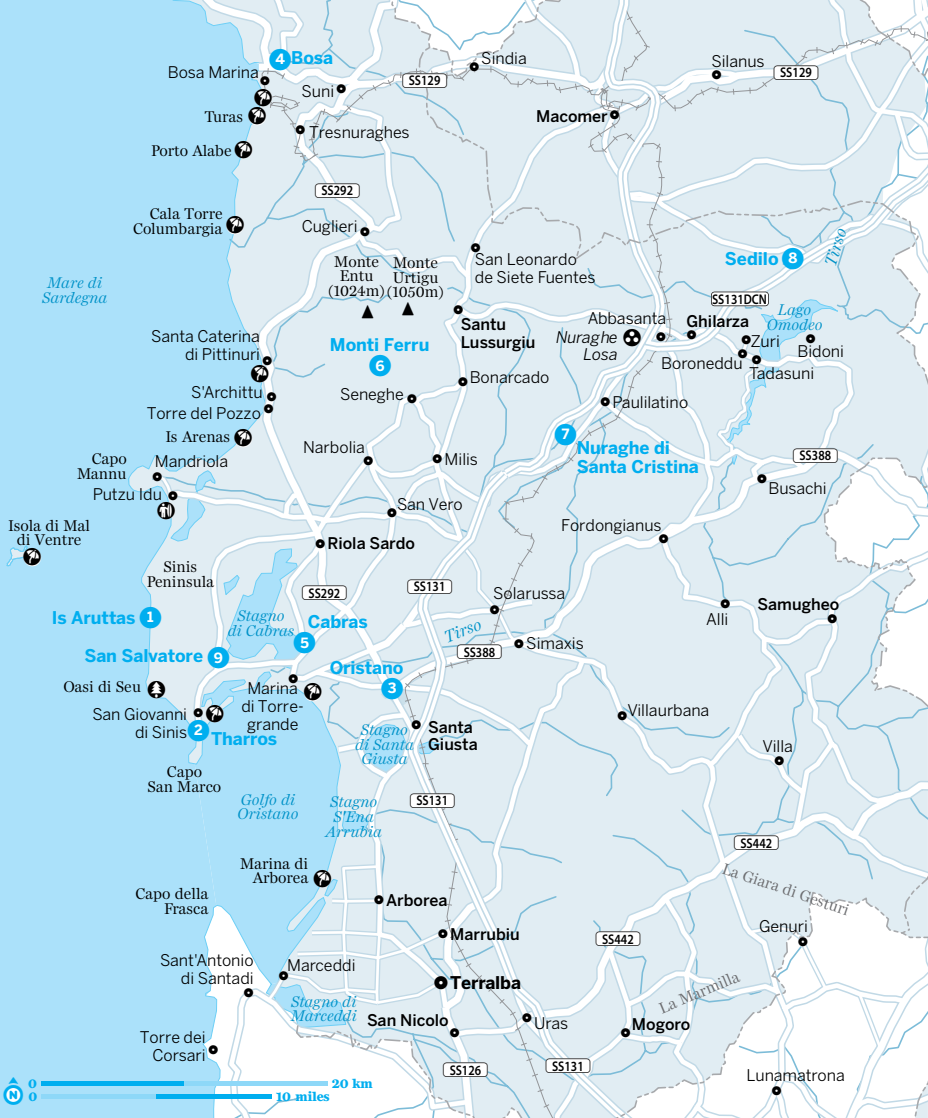 4 Bosa
Sindia
Silanus
Bosa Marina
SS129
SS129
Suni
Turas
Macomer
Tresnuraghes
Porto Alabe
SS292
Cala Torre
Columbargia
Cuglieri
San Leonardo
de Siete Fuentes
Sedilo 8
Tirso
Monte
Entu
(1024m)
Monte
Urtigu
(1050m)
Mare di
Sardegna
SS131DCN
Lago
Omodeo
Santu
Lussurgiu
Abbasanta
Ghilarza
Nuraghe
Losa
Zuri
Bidoni
Boroneddu
Tadasuni
Santa Caterina
di Pittinuri
Monti Ferru
6
Bonarcado
Seneghe
S'Archittu
Torre del Pozzo
Paulilatino
Is Arenas
7
Nuraghe di
Santa Cristina
Narbolia
Milis
SS388
Capo
Mannu
Mandriola
Putzu Idu
Busachi
San Vero
Isola di Mal
di Ventre
Fordongianus
Riola Sardo
Sinis
Peninsula
SS292
SS131
Solarussa
Samugheo
Alli
Is Aruttas 1
Stagno
di Cabras
Cabras
5
Tirso
SS388
Simaxis
San Salvatore 9
Oristano
3
Oasi di Seu
Marina
di Torre-
grande
San Giovanni
di Sinis
2
Tharros
Villaurbana
Santa
Giusta
Stagno
di Santa
Giusta
Villa
Capo
San Marco
Golfo di
Oristano
Stagno
S'Ena
Arrubia
SS131
SS442
Marina di
Arborea
La Giara di Gesturi
Capo della
Frasca
Arborea
Genuri
Marrubiu
SS442
Sant'Antonio
di Santadi
Marceddi
Terralba
La Marmilla
Stagno di
Marceddi
San Nicolo
Uras
Mogoro
Torre dei
Corsari
SS126
SS131
Lunamatrona
N
0 20 km
0 10 miles